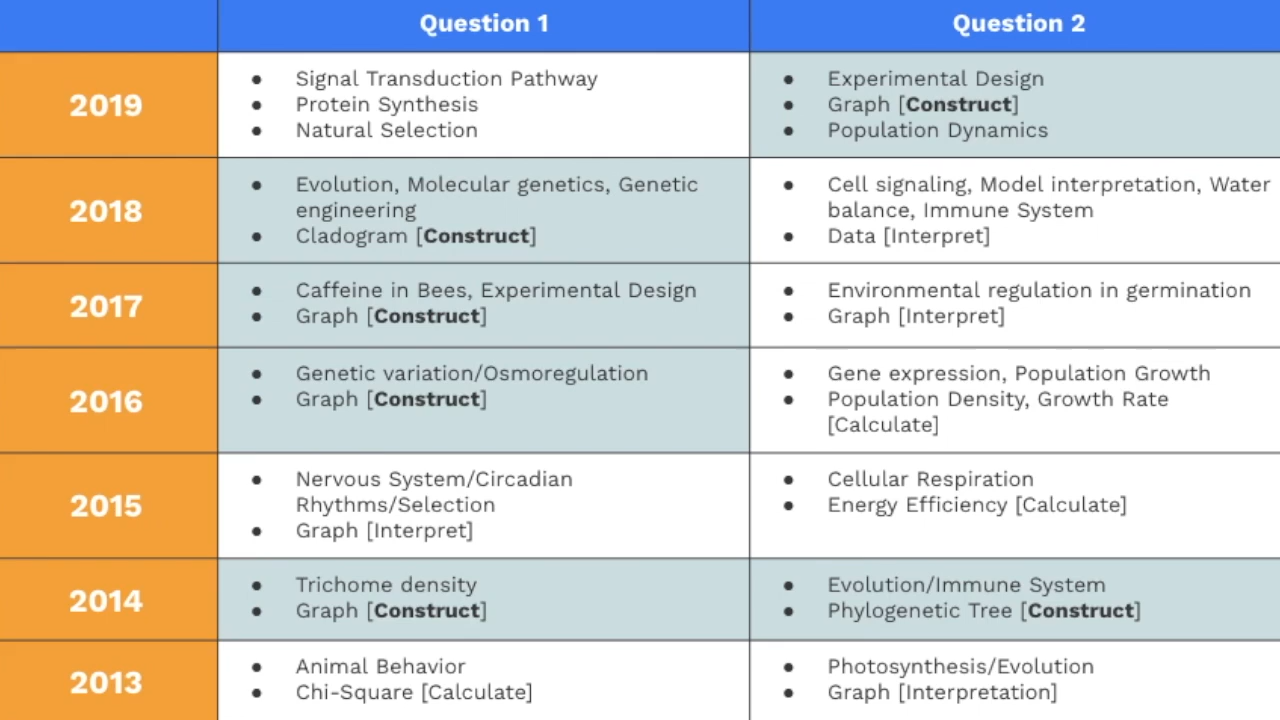 Question 1
Question 2
2019
● Signal Transduction Pathway
● Protein Synthesis
● Natural Selection
● Experimental Design
● Graph [Construct]
● Population Dynamics
2018
● Evolution, Molecular genetics, Genetic
engineering
● Cladogram [Construct]
● Cell signaling, Model interpretation, Water
balance, Immune System
● Data [Interpret]
2017
● Caffeine in Bees, Experimental Design
● Graph [Construct]
● Environmental regulation in germination
● Graph [Interpret]
2016
● Genetic variation/Osmoregulation
● Graph [Construct]
● Gene expression, Population Growth
● Population Density, Growth Rate
[Calculate]
2015
● Nervous System/Circadian
Rhythms/Selection
● Graph [Interpret]
● Cellular Respiration
● Energy Efficiency [Calculate]
2014
● Trichome density
● Graph [Construct]
● Evolution/Immune System
● Phylogenetic Tree [Construct]
2013
● Animal Behavior
● Chi-Square [Calculate]
● Photosynthesis/Evolution
● Graph [Interpretation]